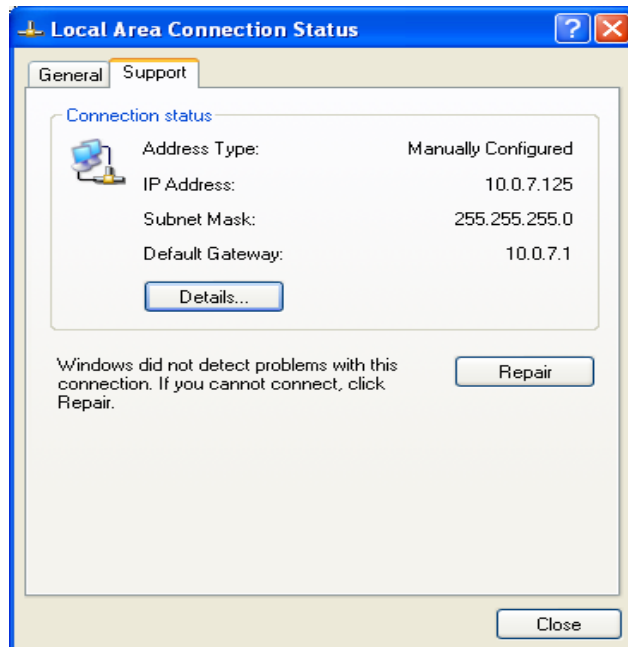 Local Area Connection Status
General
Support
Connection status
Address Type: Manually Configured
IP Address: 10.0.7.125
Subnet Mask: 255.255.255.0
Default Gateway: 10.0.7.1
Details...
Windows did not detect problems with this
connection. If you cannot connect, click
Repair.
Repair
Close